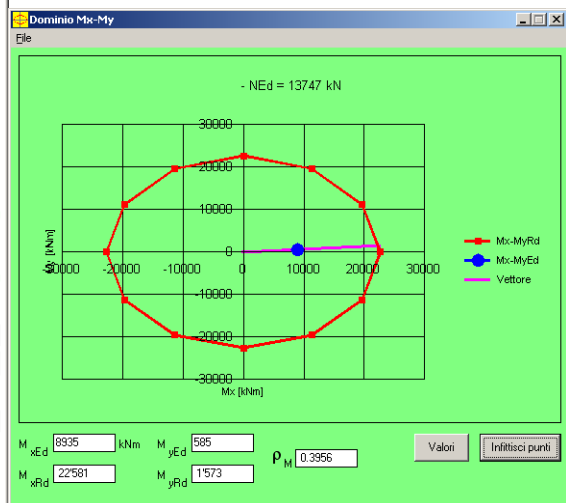 Dominio Mx-My
File
- NEd = 13747 kN
30000
20000
10000
0
-30000 -20000 -10000 0 10000 20000 30000
-10000
-20000
-30000
My [kNm]
Mx [kNm]
Mx-MyRd
Mx-MyEd
Vettore
M xEd 8935 kNm M yEd 585
ρ M 0.3956
Valori Infittisci punti
M xRd 22'581 M yRd 1'573